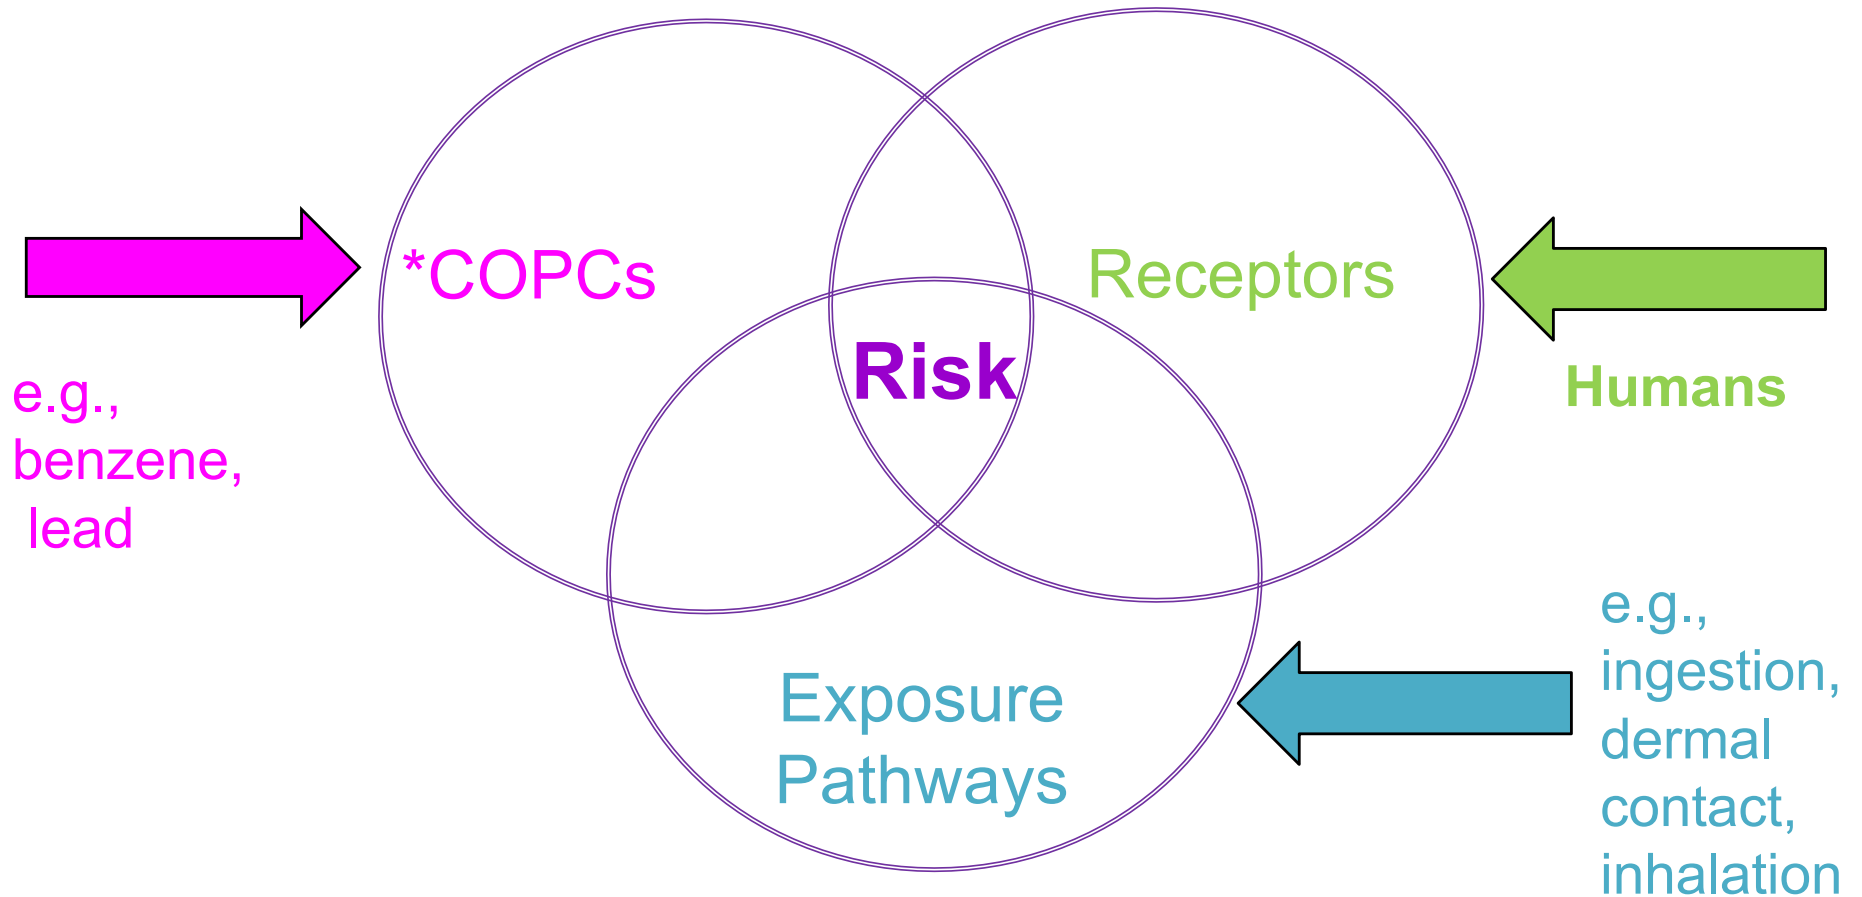 *COPCs
Receptors
Risk
e.g.,
benzene,
lead
Humans
Exposure
Pathways
e.g.,
ingestion,
dermal
contact,
inhalation